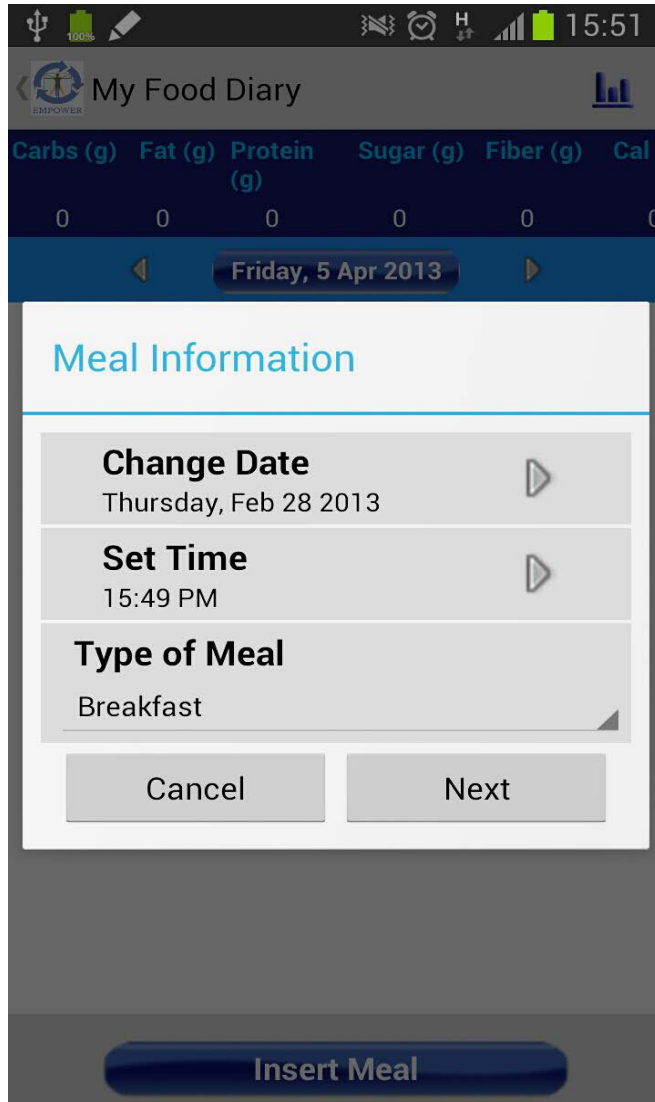 100%
H
15:51
EMPOWER
My Food Diary
Carbs (g) Fat (g) Protein (g) Sugar (g) Fiber (g) Cal
0 0 0 0 0 0
Friday, 5 Apr 2013
Meal Information
Change Date
Thursday, Feb 28 2013
Set Time
15:49 PM
Type of Meal
Breakfast
Cancel Next
Insert Meal